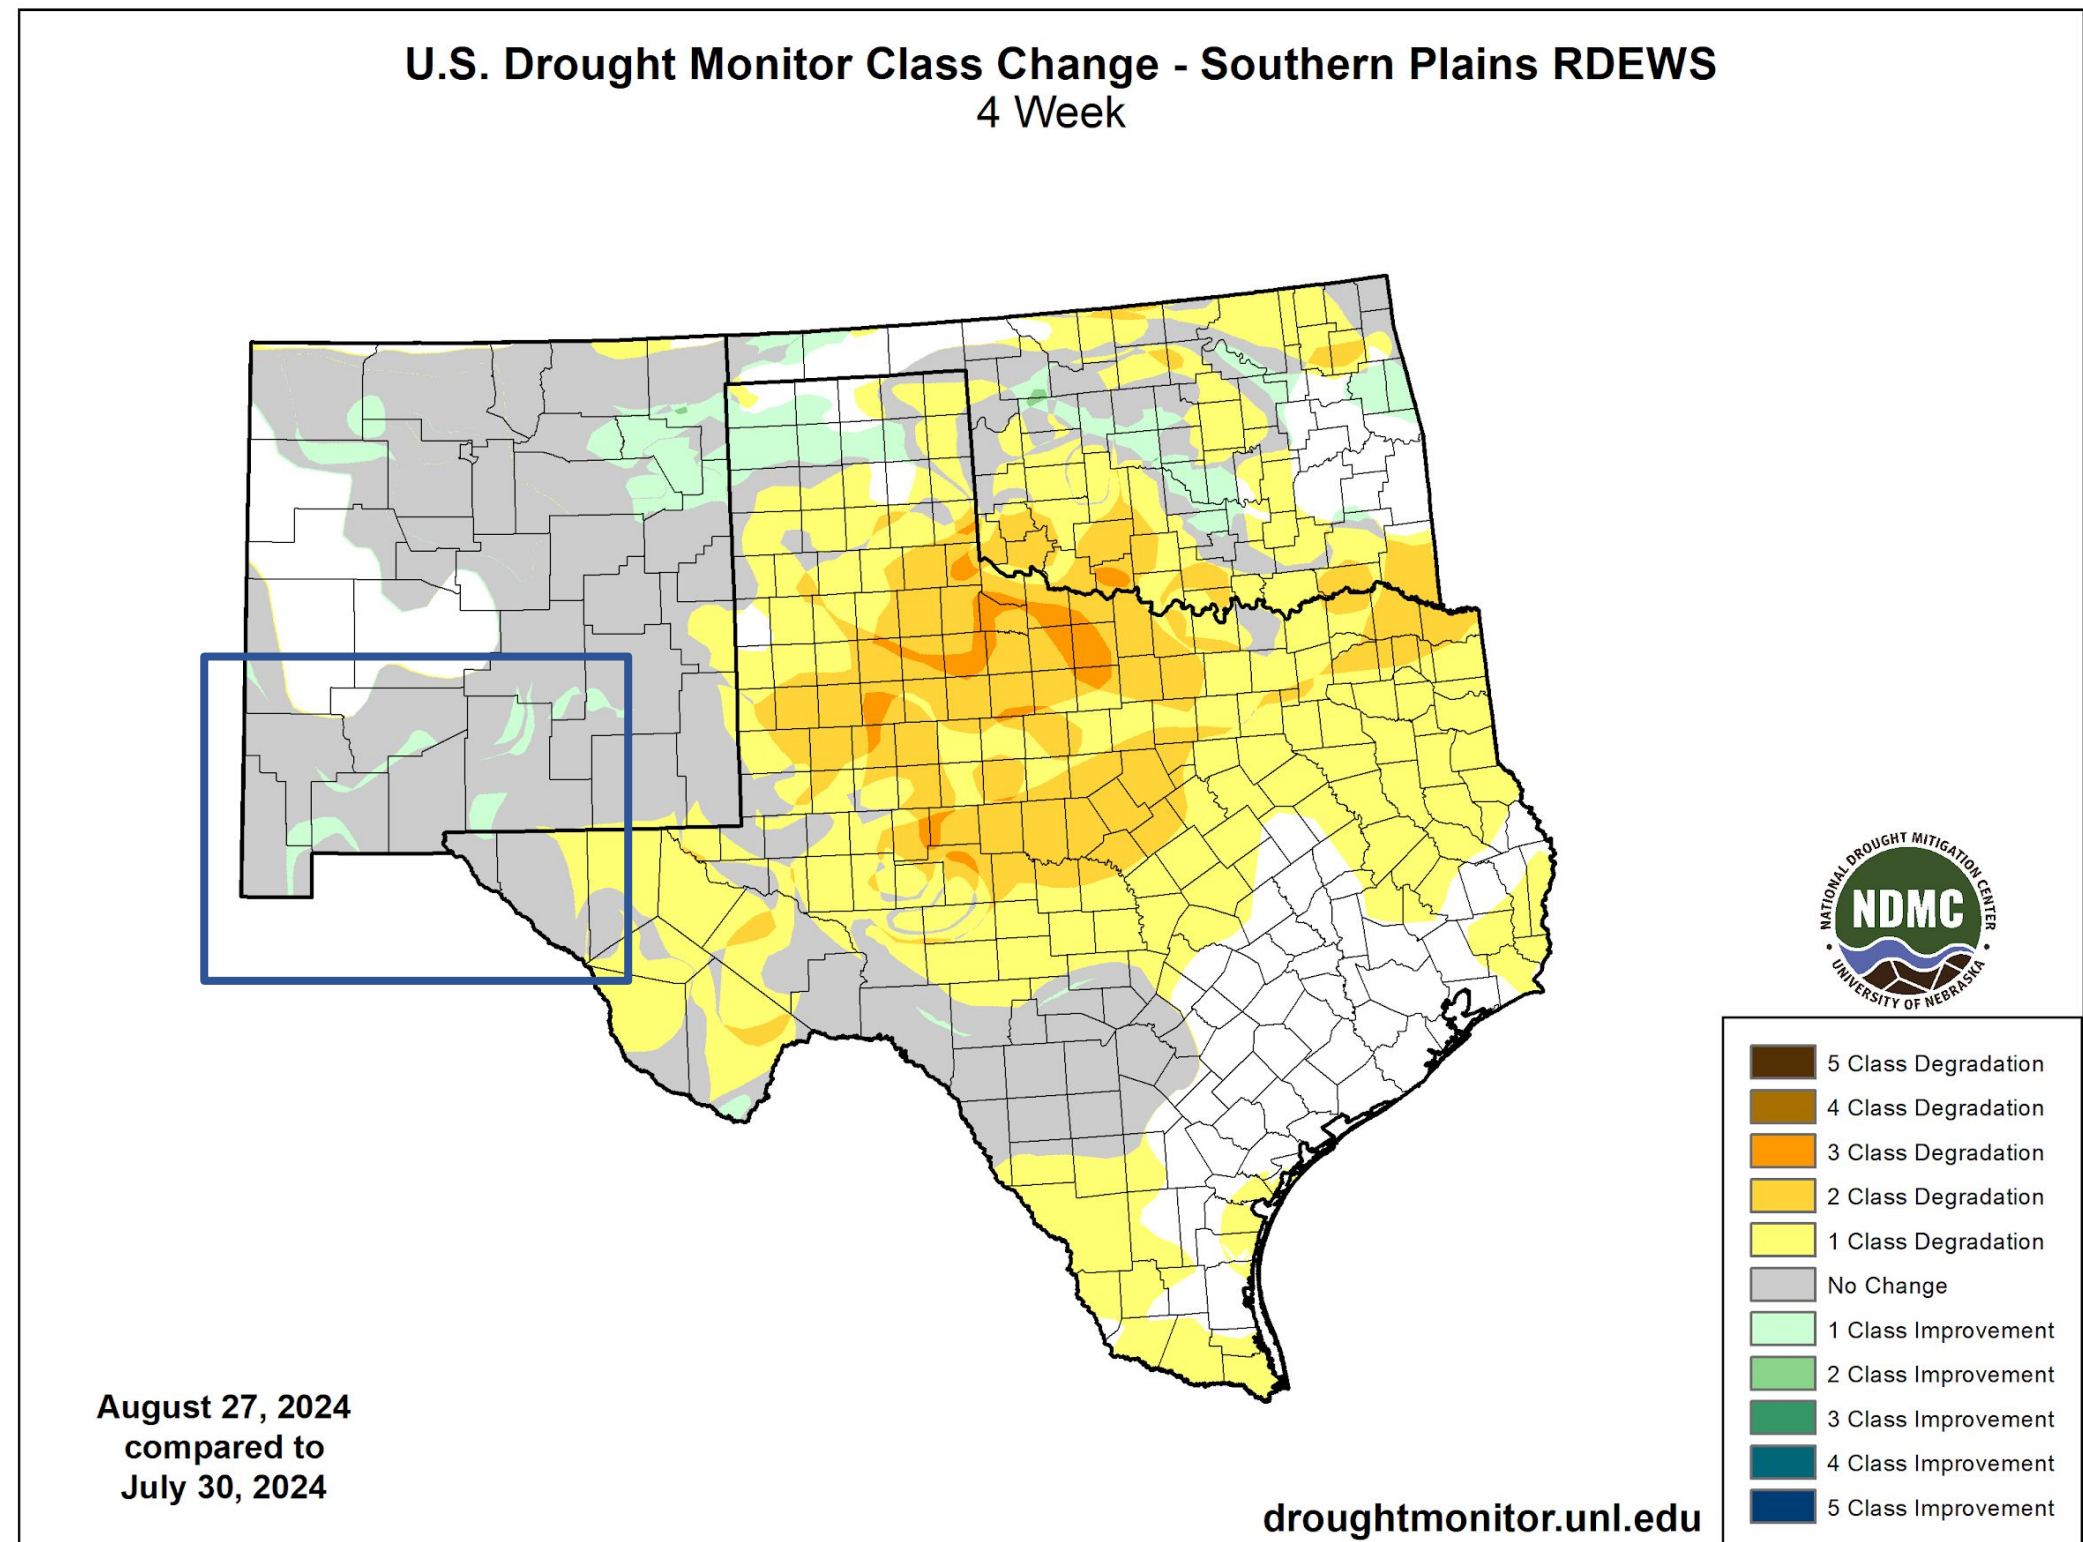 U.S. Drought Monitor Class Change - Southern Plains RDEWS
4 Week
NATIONAL DROUGHT MITIGATION CENTER
NDMC
UNIVERSITY OF NEBRASKA
5 Class Degradation
4 Class Degradation
3 Class Degradation
2 Class Degradation
1 Class Degradation
No Change
1 Class Improvement
2 Class Improvement
3 Class Improvement
4 Class Improvement
5 Class Improvement
August 27, 2024
compared to
July 30, 2024
droughtmonitor.unl.edu